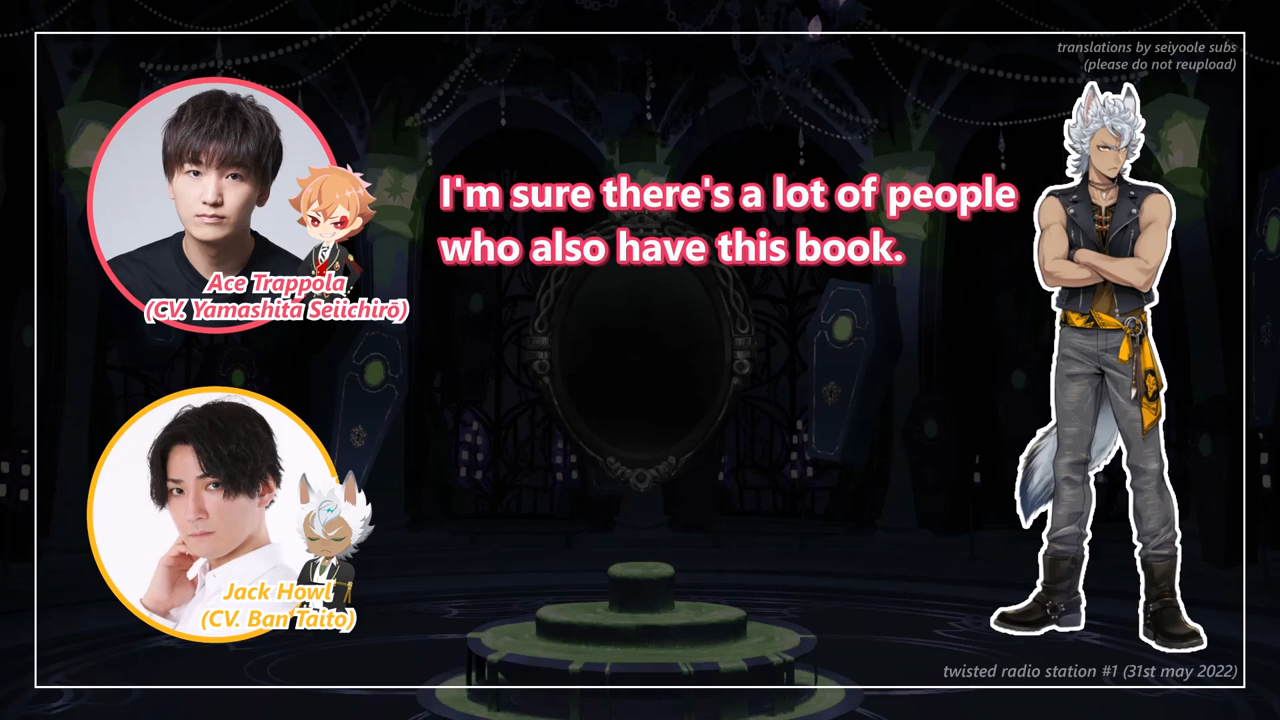 translations by seiyoole subs
(please do not reupload)
I'm sure there's a lot of people
who also have this book.
Ace Trappola
(CV. Yamashita Seiichirō)
Jack Howl
(CV. Ban Taito)
twisted radio station #1 (31st may 2022)